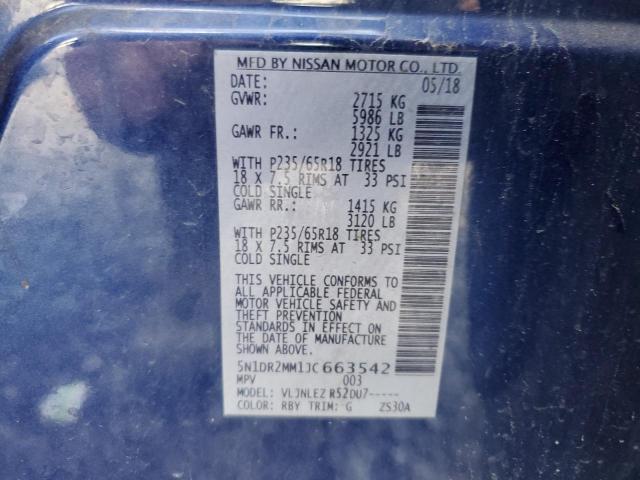 MFD BY NISSAN MOTOR CO., LTD.
DATE: 05/18
GVWR: 2715 KG
5986 LB
GAWR FR.: 1325 KG
2921 LB
WITH P235/65R18 TIRES
18 X 7.5 RIMS AT 33 PSI
COLD SINGLE
GAWR RR.: 1415 KG
3120 LB
WITH P235/65R18 TIRES
18 X 7.5 RIMS AT 33 PSI
COLD SINGLE
THIS VEHICLE CONFORMS TO
ALL APPLICABLE FEDERAL
MOTOR VEHICLE SAFETY AND
THEFT PREVENTION
STANDARDS IN EFFECT ON
THE DATE OF MANUFACTURE
SHOWN ABOVE.
5N1DR2MM1JC663542
MPV 003
MODEL: VLJNLEZ R52DU7-----
COLOR: RBY TRIM: G ZS30A